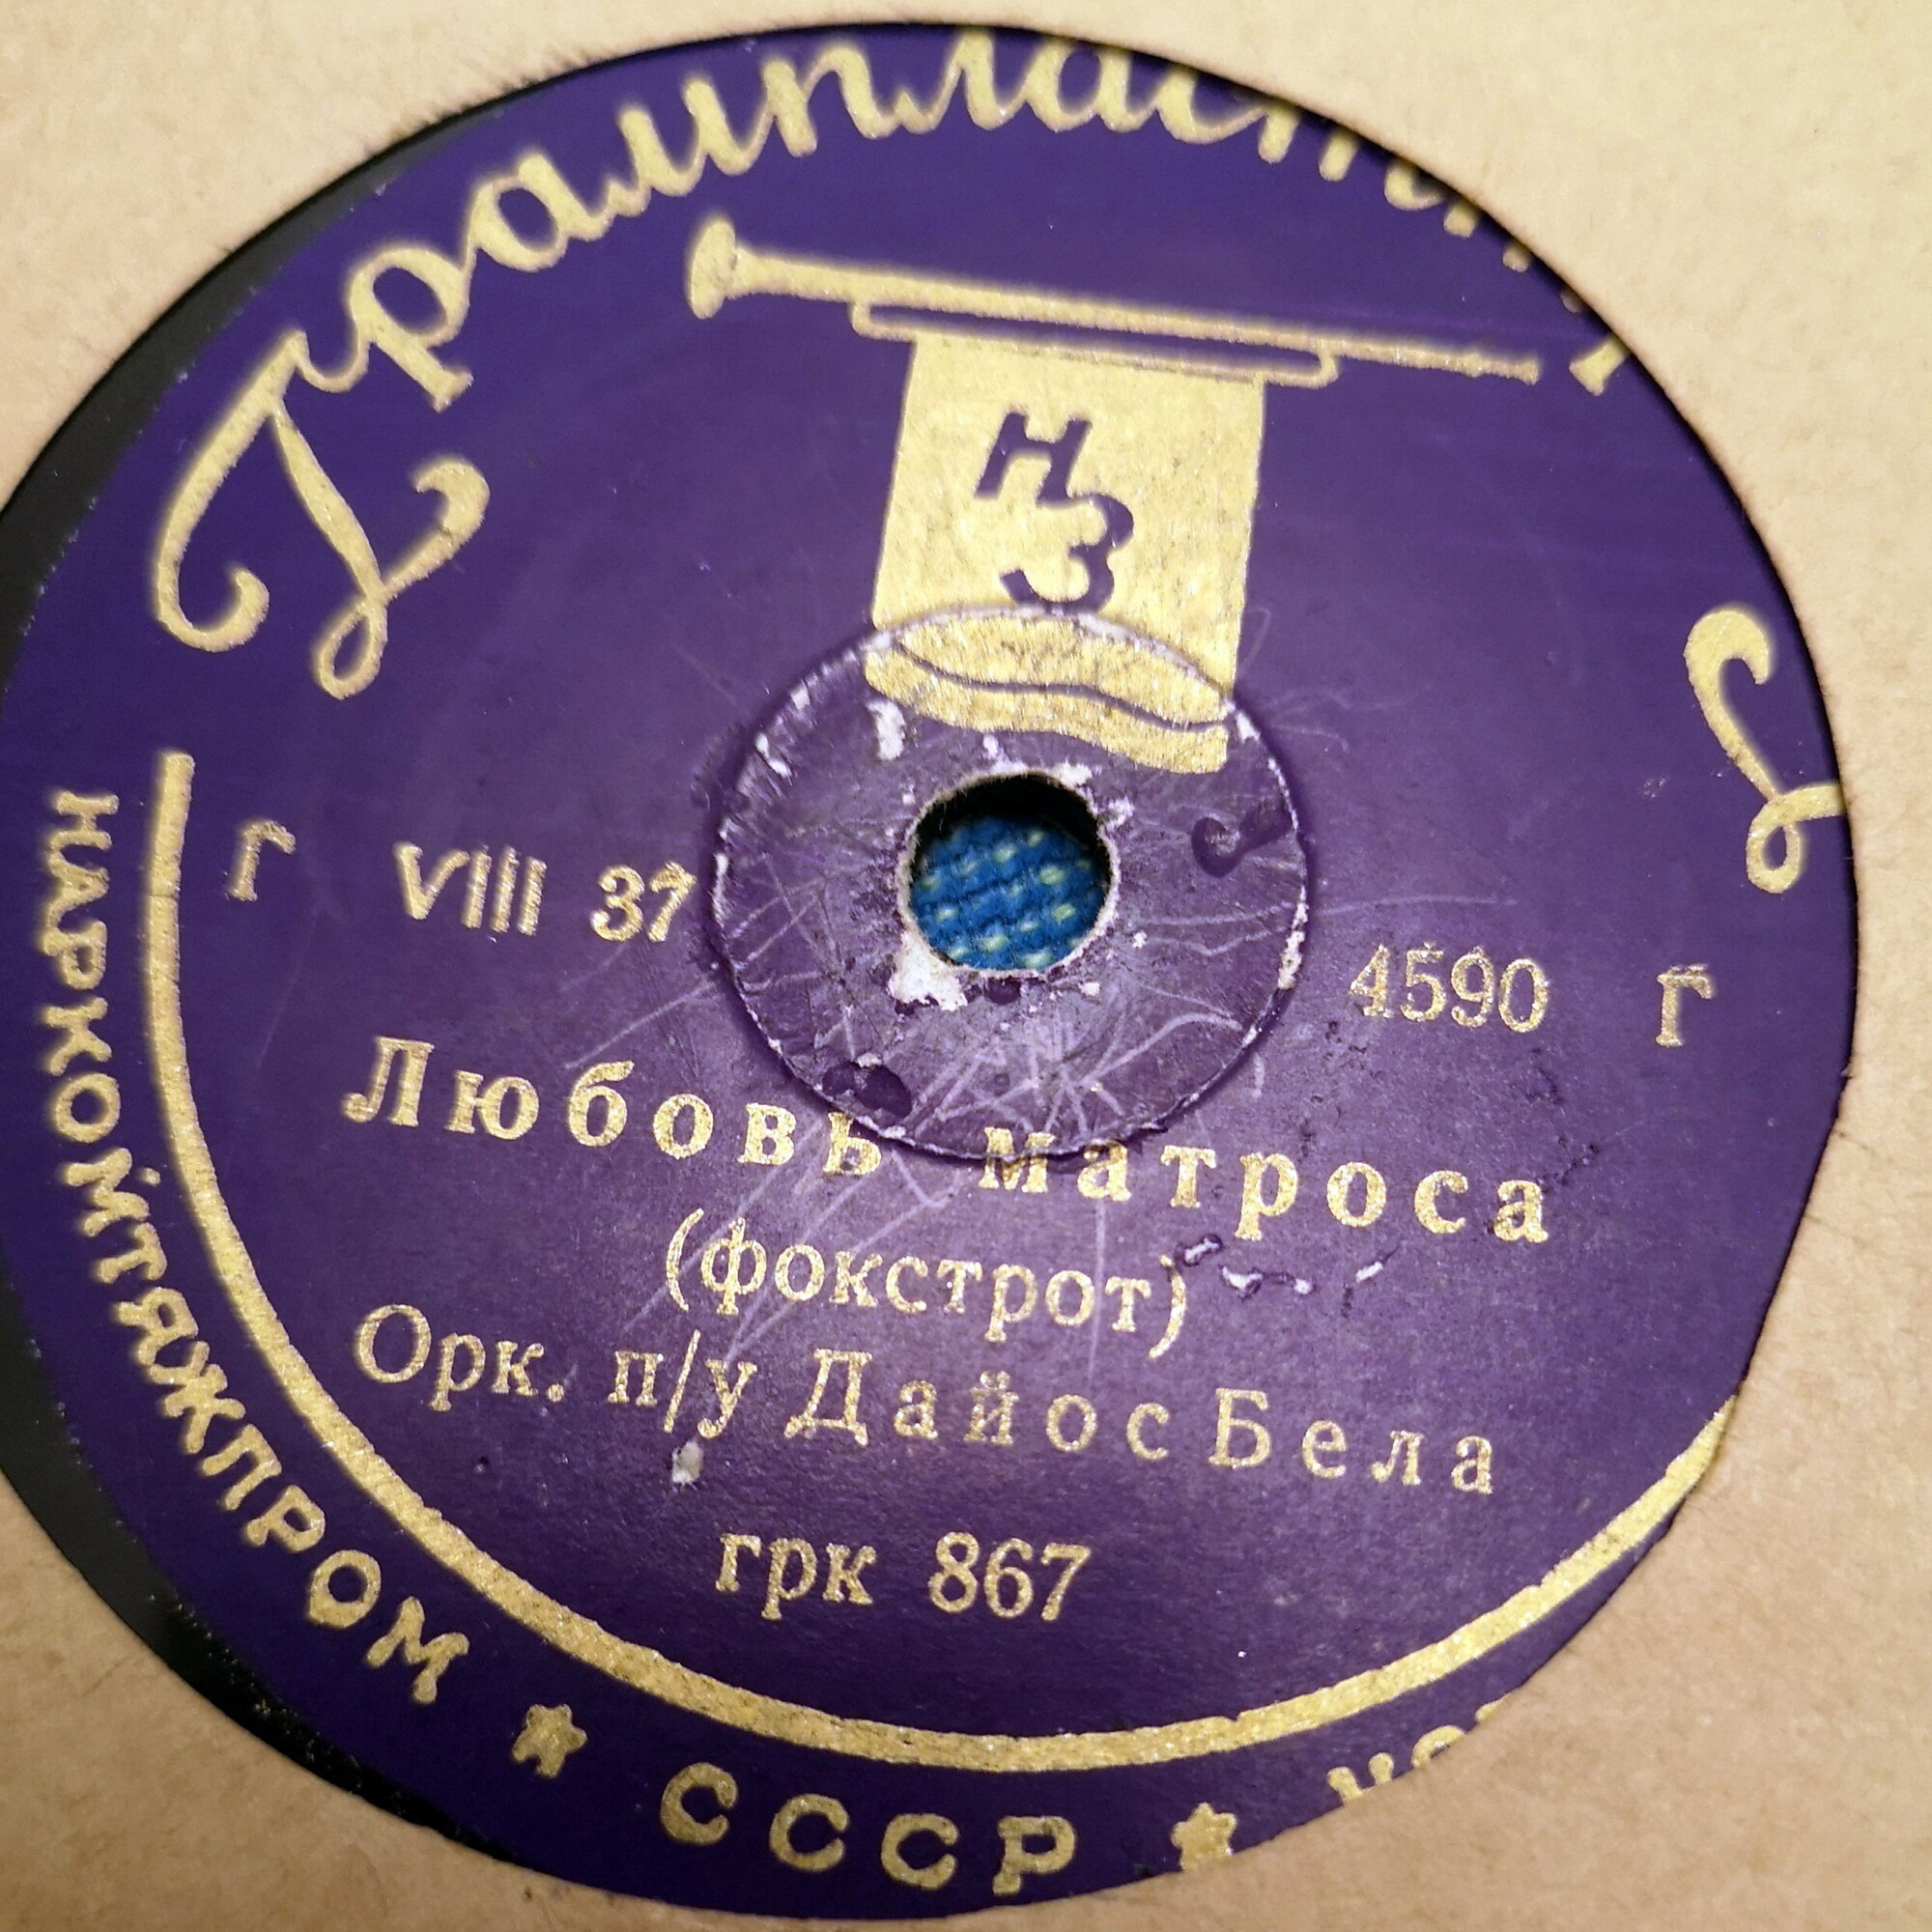 Грампласт
НЗ
г VIII 37
4590 Г
Любовь матроса
(фокстрот)
Орк. п/у Дайос Бела
грк 867
НАРКОМТЯЖПРОМ ★ СССР ★